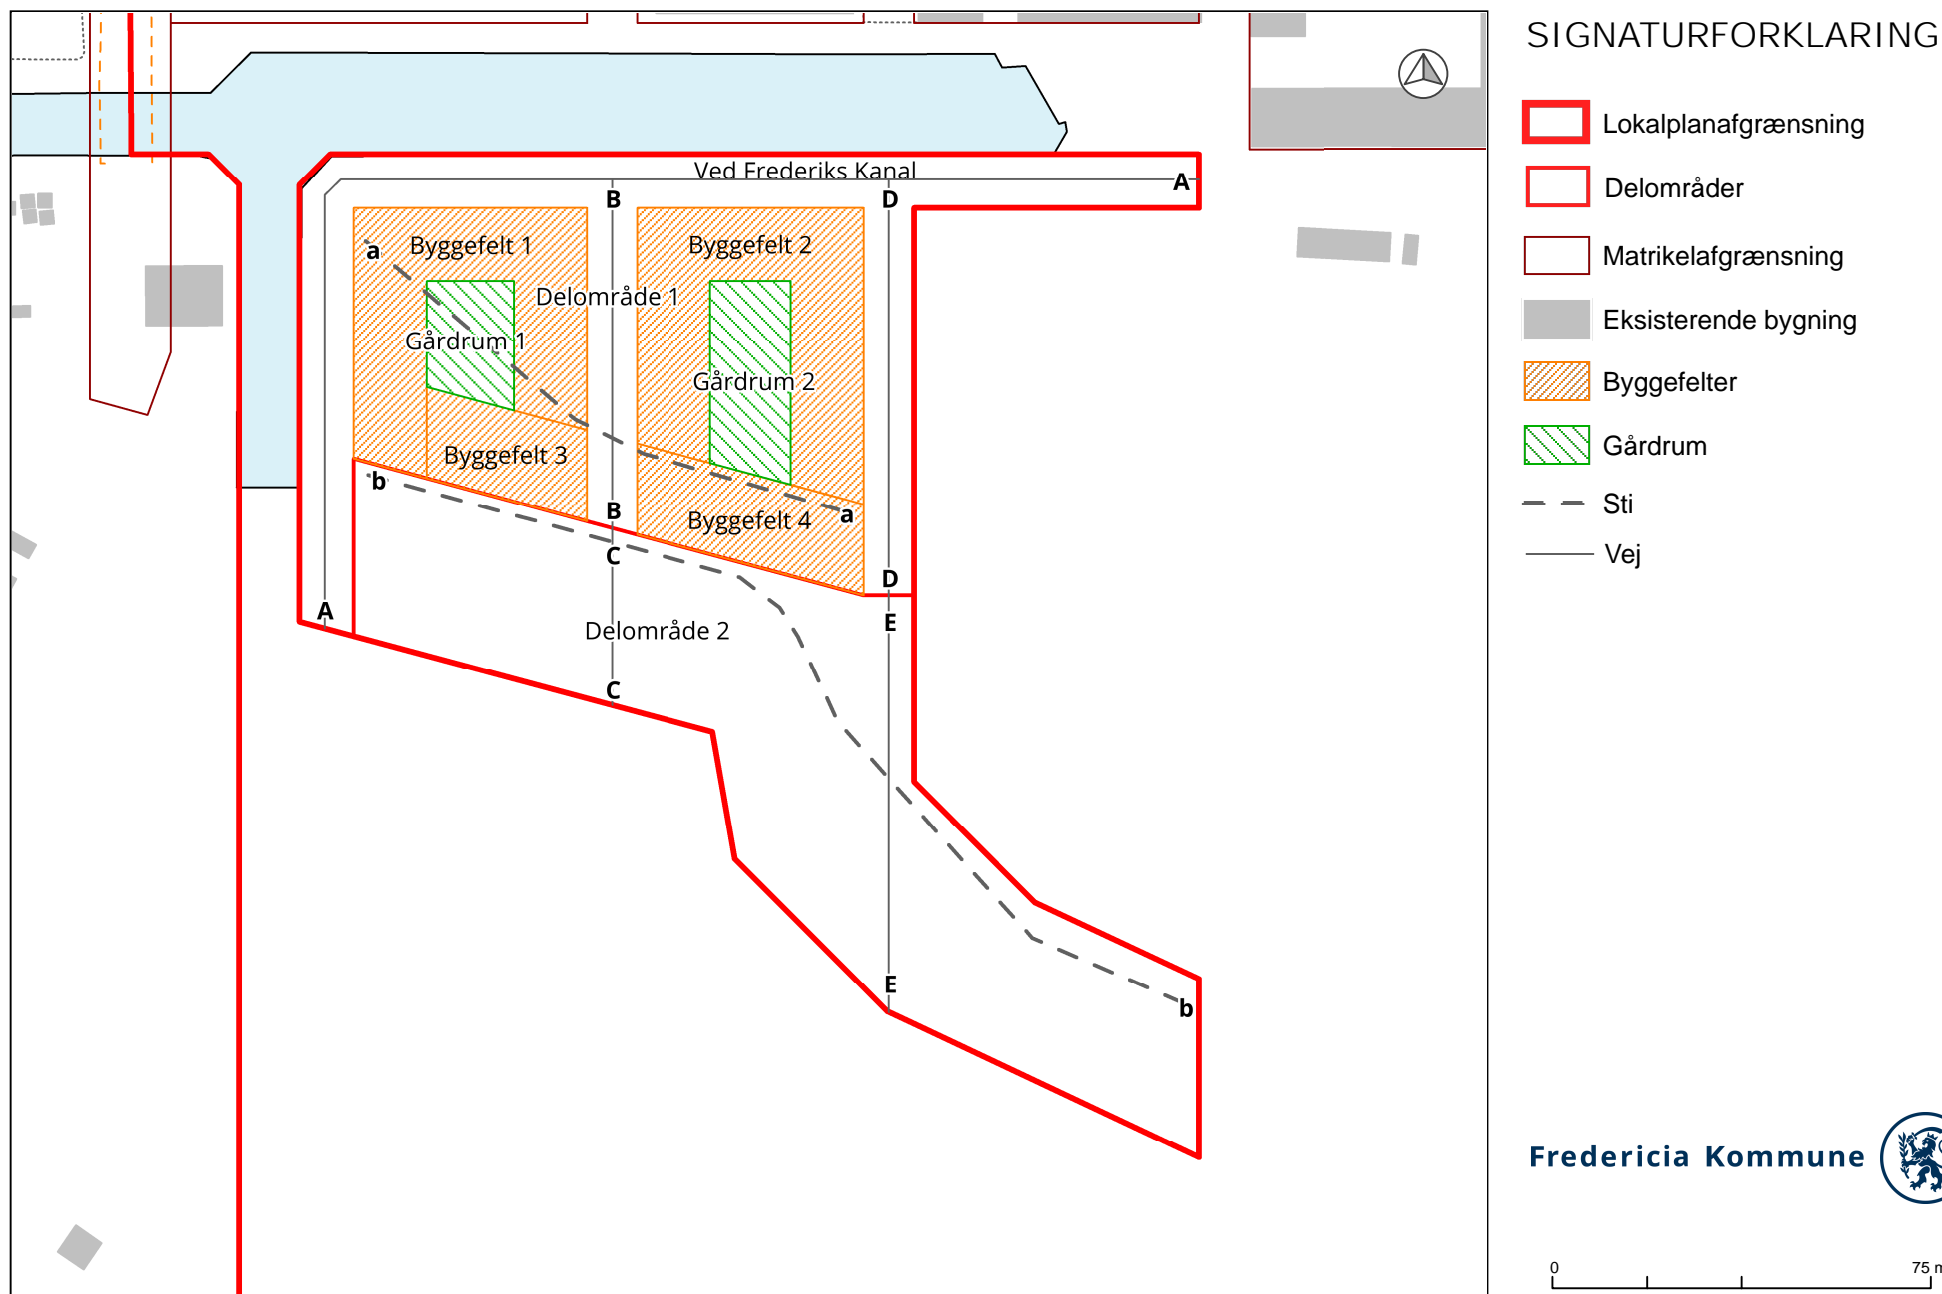 SIGNATURFORKLARING
Lokalplanafgrænsning
Delområder
Matrikelafgrænsning
Eksisterende bygning
Byggefelter
Gårdrum
Sti
Vej
Ved Frederiks Kanal
A
B
D
Byggefelt 1
Byggefelt 2
a
Delområde 1
Gårdrum 1
Gårdrum 2
Byggefelt 3
b
B
a
Byggefelt 4
C
D
A
E
Delområde 2
C
E
b
Fredericia Kommune
0
75 m